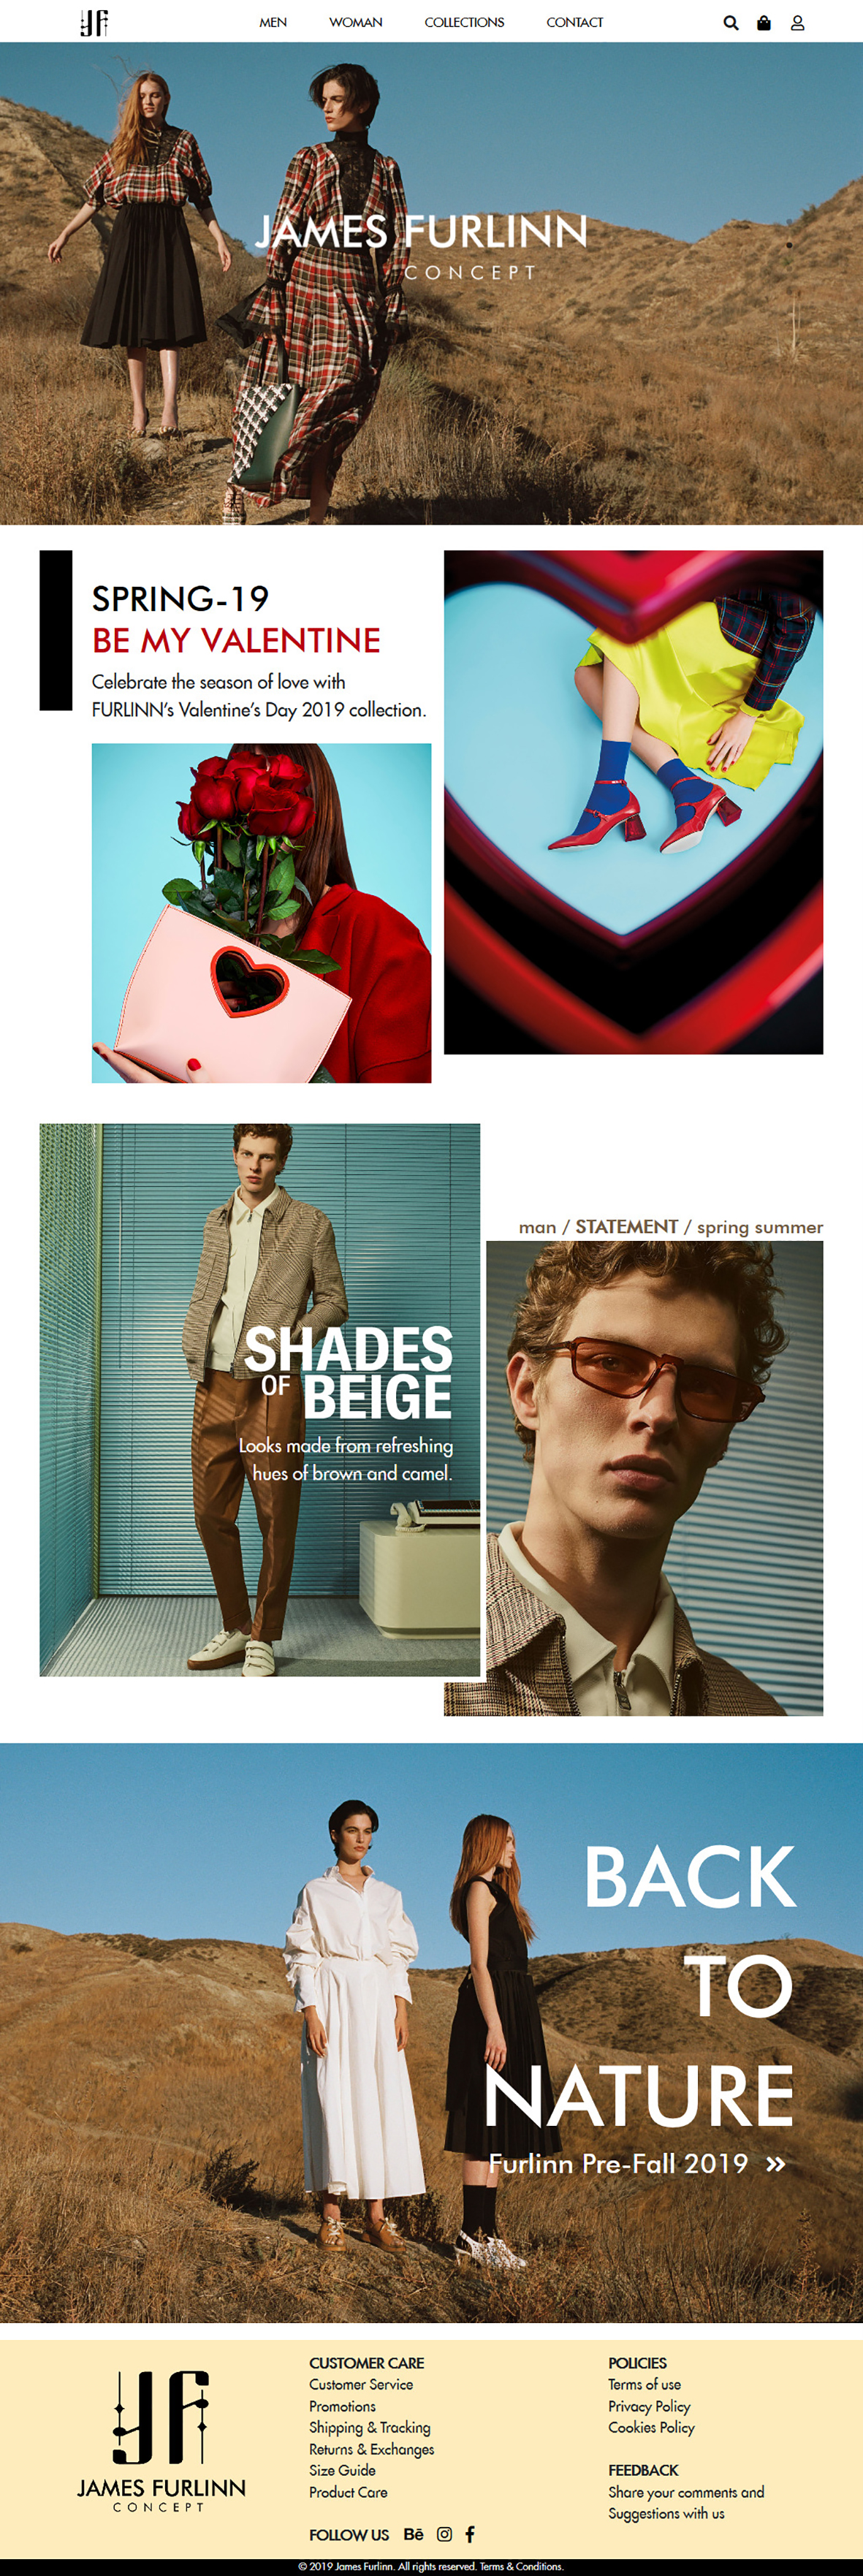 JF
MEN WOMAN COLLECTIONS CONTACT
JAMES FURLINN
CONCEPT
SPRING-19
BE MY VALENTINE
Celebrate the season of love with
FURLINN’s Valentine’s Day 2019 collection.
man / STATEMENT / spring summer
SHADES
OF BEIGE
Looks made from refreshing
hues of brown and camel.
BACK
TO
NATURE
Furlinn Pre-Fall 2019 »
JF
JAMES FURLINN
CONCEPT
CUSTOMER CARE
Customer Service
Promotions
Shipping & Tracking
Returns & Exchanges
Size Guide
Product Care
FOLLOW US Bē
POLICIES
Terms of use
Privacy Policy
Cookies Policy
FEEDBACK
Share your comments and
Suggestions with us
© 2019 James Furlinn. All rights reserved. Terms & Conditions.